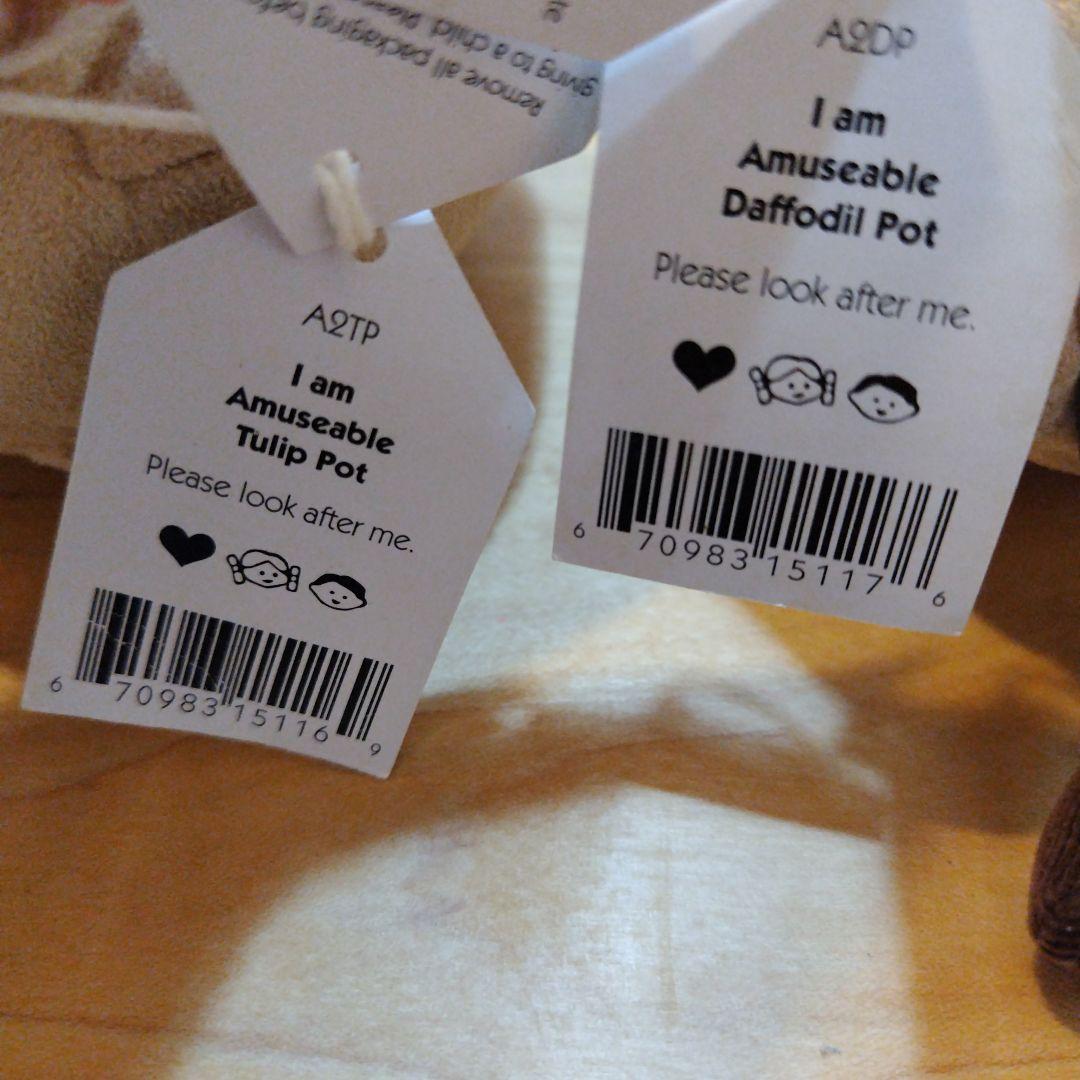 Remove all packaging before
giving to a child. Please
A2TP
I am
Amuseable
Tulip Pot
Please look after me.
6 70983 15116 9
A2DP
I am
Amuseable
Daffodil Pot
Please look after me.
6 70983 15117 6